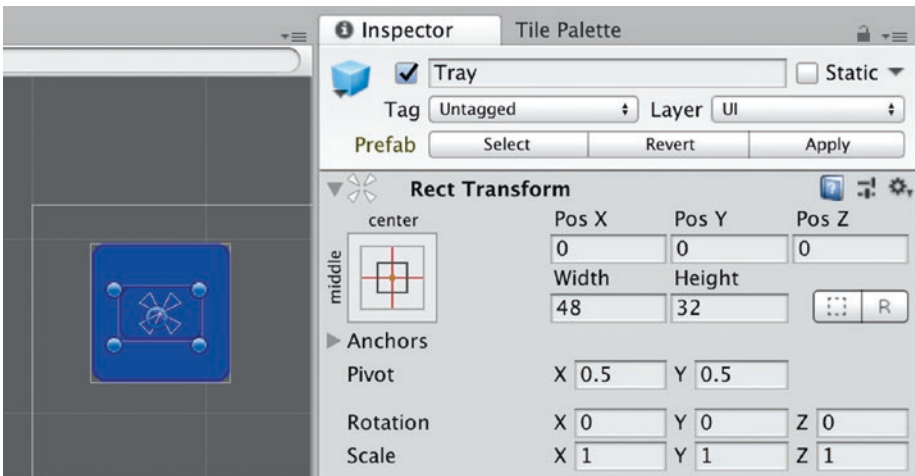 Inspector
Tile Palette
Tray
Static
Tag Untagged Layer UI
Prefab Select Revert Apply
Rect Transform
center
middle
Pos X Pos Y Pos Z
0 0 0
Width Height
48 32
R
Anchors
Pivot X 0.5 Y 0.5
Rotation X 0 Y 0 Z 0
Scale X 1 Y 1 Z 1